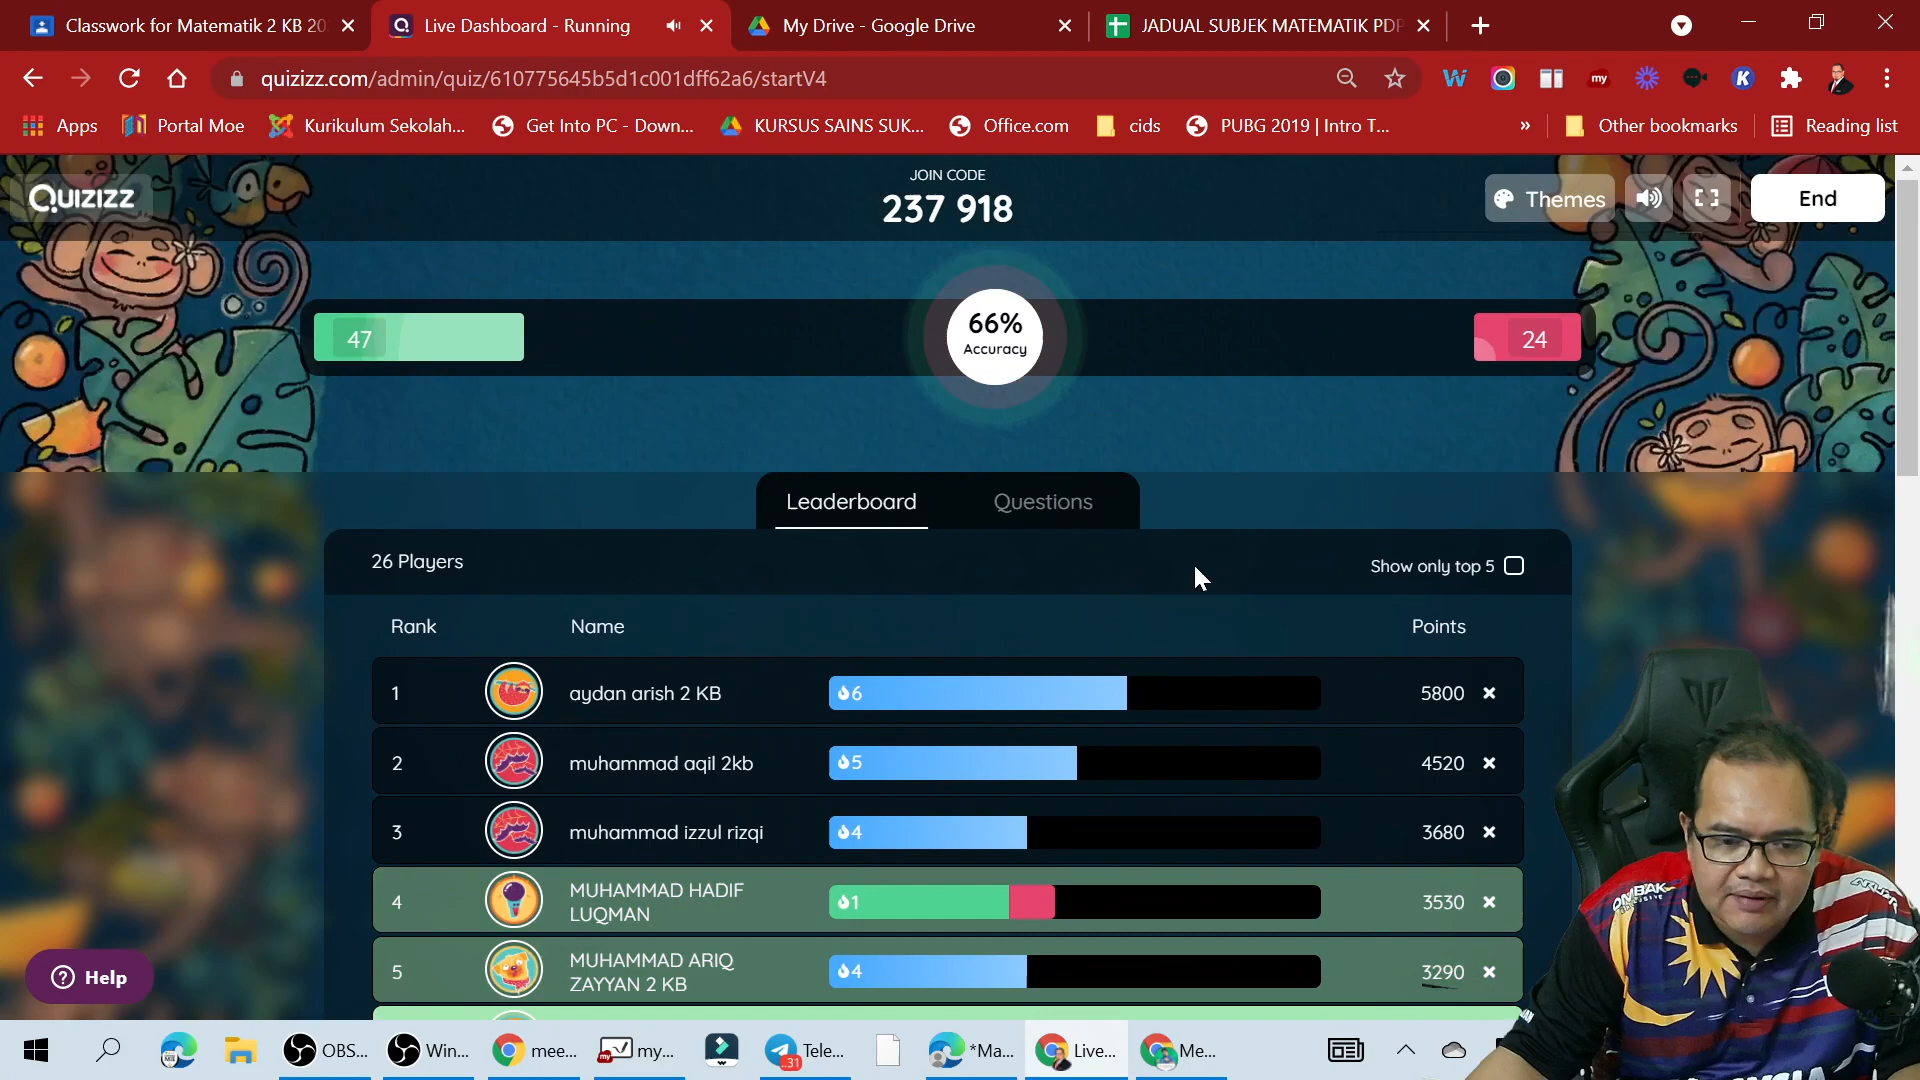 Classwork for Matematik 2 KB 20
Live Dashboard - Running
My Drive - Google Drive
JADUAL SUBJEK MATEMATIK PDP
quizizz.com/admin/quiz/610775645b5d1c001dff62a6/startV4
Apps
Portal Moe
Kurikulum Sekolah...
Get Into PC - Down...
KURSUS SAINS SUK...
Office.com
cids
PUBG 2019 | Intro T...
Other bookmarks
Reading list
Quizizz
JOIN CODE
237 918
Themes
End
47
66%
Accuracy
24
Leaderboard
Questions
26 Players
Show only top 5
Rank
Name
Points
1 aydan arish 2 KB 6 5800
2 muhammad aqil 2kb 5 4520
3 muhammad izzul rizqi 4 3680
4 MUHAMMAD HADIF LUQMAN 1 3530
5 MUHAMMAD ARIQ ZAYYAN 2 KB 4 3290
Help
OMBAK
OBS...
Win...
mee...
my...
Tele...
..31
*Ma...
Live...
Me...